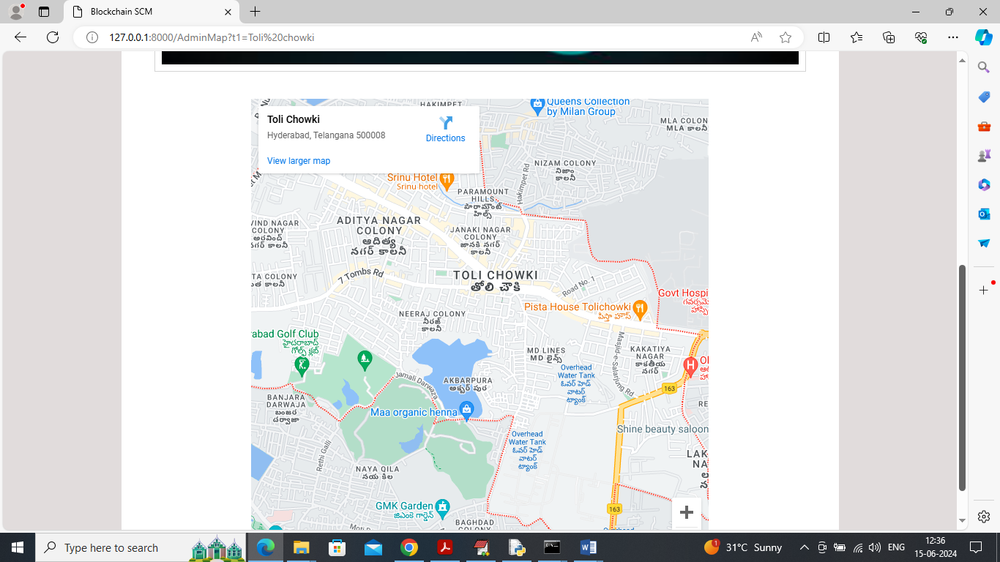 Blockchain SCM
127.0.0.1:8000/AdminMap?t1=Toli%20chowki
HAKIMPET
Queens Collection
by Milan Group
MLA COLON
MLA కాలనీ
Toli Chowki
Hyderabad, Telangana 500008
Directions
View larger map
NIZAM COLONY
నిజాం
కాలనీ
Hakimpet Rd
Srinu Hotel
Srinu hotel
PARAMOUNT
HILLS
పారామౌంట్
హిల్స్
ADITYA NAGAR
COLONY
ఆదిత్య
నగర్ కాలనీ
VIND NAGAR
COLONY
అరవింద్
నగర్ కాలనీ
JANAKI NAGAR
COLONY
జానకి నగర్
కాలనీ
TA COLONY
కాలనీ
7 Tombs Rd
TOLI CHOWKI
తోలి చౌకి
Road No. 1
Govt Hospi
Pista House Tolichowki
పిస్తా హౌస్
NEERAJ COLONY
నీరజ్
కాలనీ
rabad Golf Club
హైదరాబాద్
గోల్ఫ్ క్లబ్
MD LINES
MD లైన్స్
Masjid-e-Salarjung Rd
KAKATIYA
NAGAR
కాకతీయ
నగర్
Overhead
Water Tank
ఓవర్ హెడ్
వాటర్
ట్యాంక్
Jamali Darwaza
AKBARPURA
అక్బర్ పుర
163
BANJARA
DARWAJA
బంజర
దర్వాజా
Maa organic henna
RE
Shine beauty saloon
Overhead
Water Tank
ఓవర్ హెడ్
వాటర్
ట్యాంక్
Rethi Galli
NAYA QILA
నయ కిల
LAK
NA
GMK Garden
జిఎంకె గార్డెన్
163
BAGHDAD
COLONY
Type here to search
31°C Sunny
ENG
12:36
15-06-2024